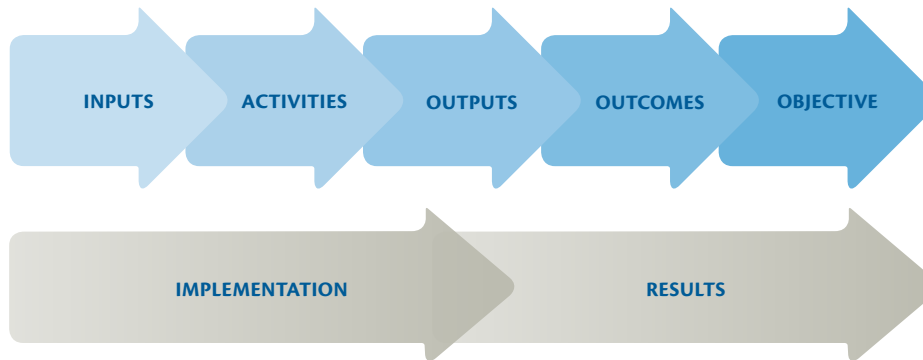 INPUTS ACTIVITIES OUTPUTS OUTCOMES OBJECTIVE
IMPLEMENTATION RESULTS